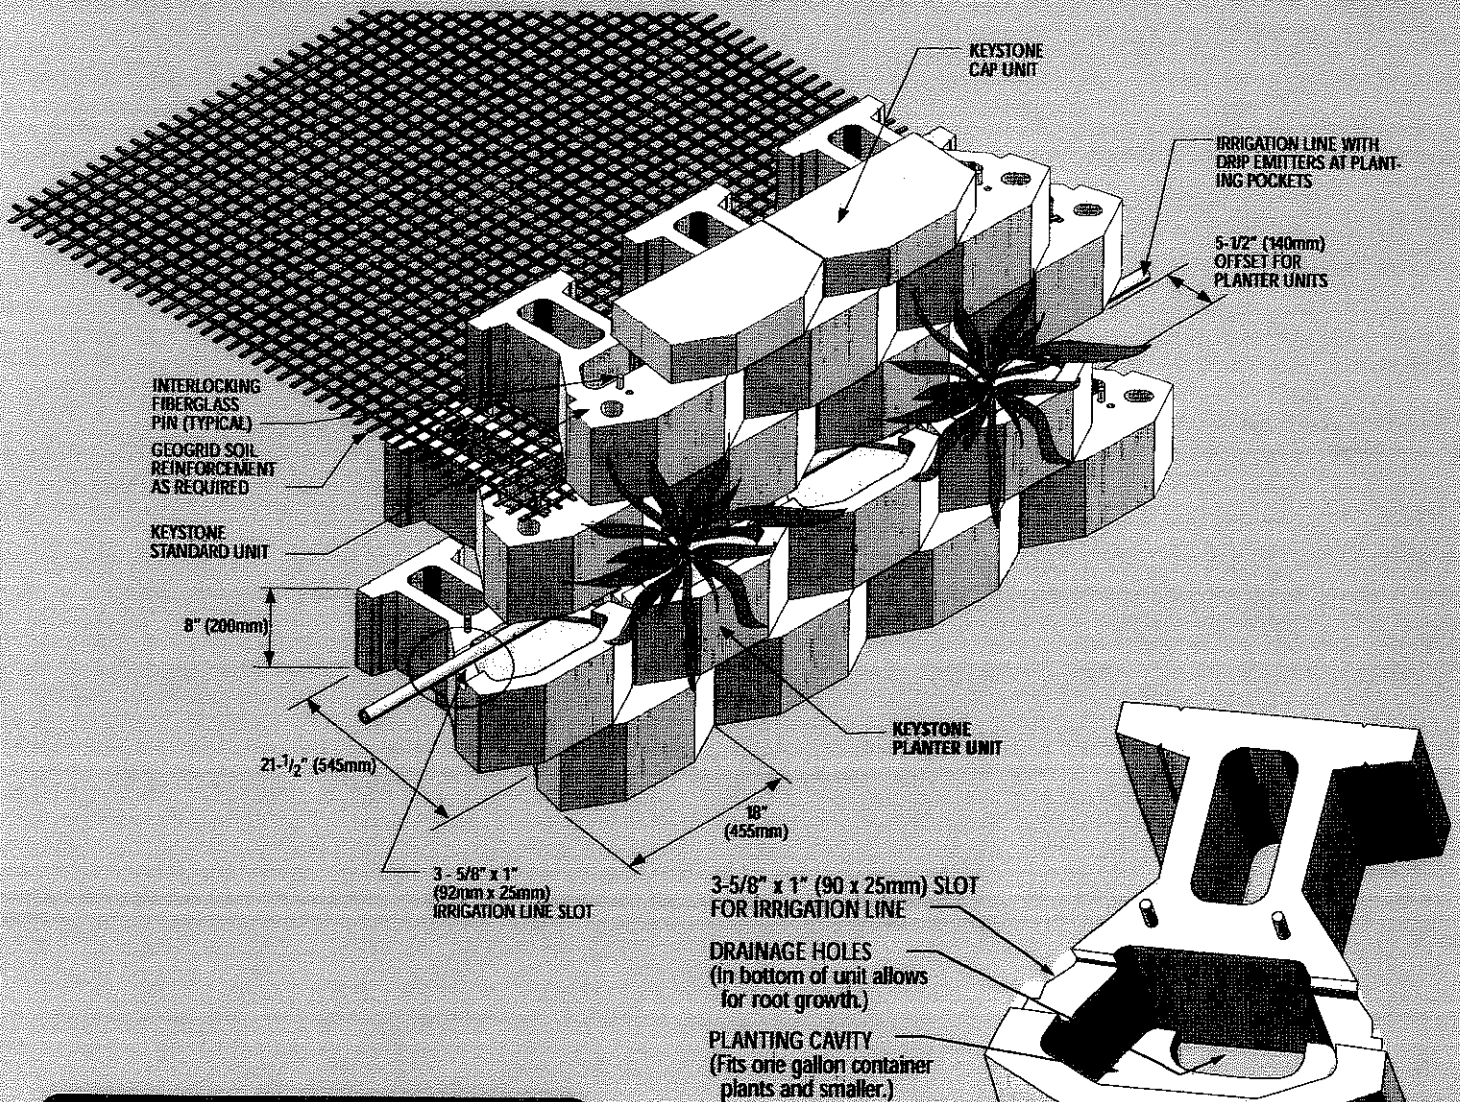 KEYSTONE
CAP UNIT
IRRIGATION LINE WITH
DRIP EMITTERS AT PLANT-
ING POCKETS
5-1/2" (140mm)
OFFSET FOR
PLANTER UNITS
INTERLOCKING
FIBERGLASS
PIN (TYPICAL)
GEOGRID SOIL
REINFORCEMENT
AS REQUIRED
KEYSTONE
STANDARD UNIT
8" (200mm)
21-1/2" (545mm)
KEYSTONE
PLANTER UNIT
18"
(455mm)
3 - 5/8" x 1"
(92mm x 25mm)
IRRIGATION LINE SLOT
3-5/8" x 1" (90 x 25mm) SLOT
FOR IRRIGATION LINE
DRAINAGE HOLES
(In bottom of unit allows
for root growth.)
PLANTING CAVITY
(Fits one gallon container
plants and smaller.)